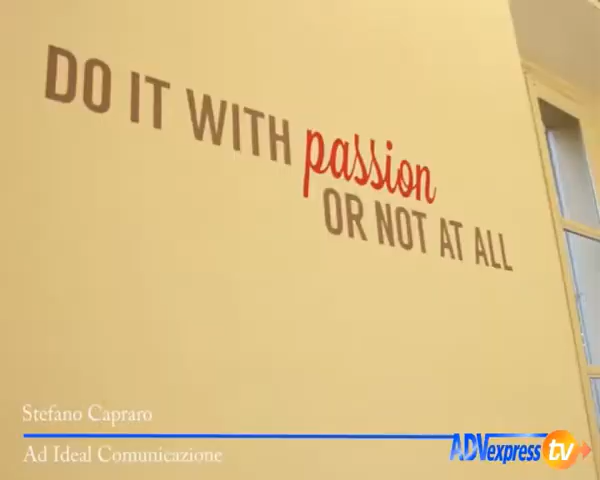 DO IT WITH passion
OR NOT AT ALL
Stefano Capraro
Ad Ideal Comunicazione
ADVexpress tv